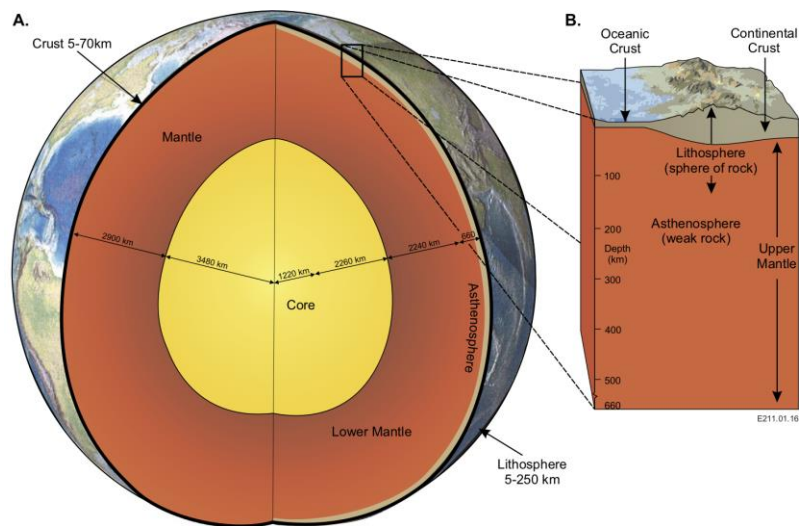 A.
Crust 5-70km
Mantle
2900 km
3480 km
1220 km
2260 km
2240 km
660
Core
Asthenosphere
Lower Mantle
Lithosphere
5-250 km
B.
Oceanic
Crust
Continental
Crust
Lithosphere
(sphere of rock)
100
Asthenosphere
(weak rock)
200
Depth
(km)
300
400
500
660
Upper
Mantle
E211.01.16